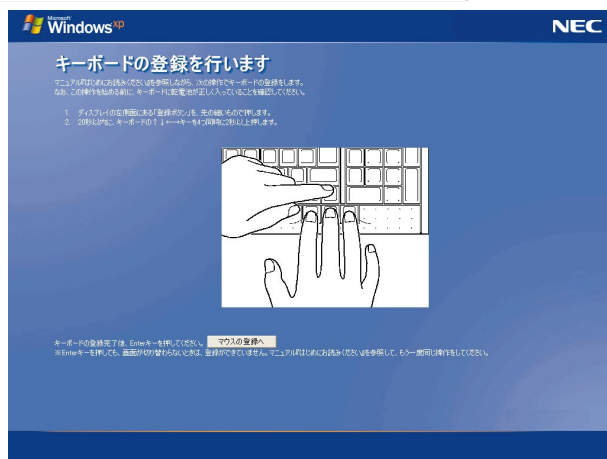 Microsoft
Windows xp
NEC
キーボードの登録を行います
マニュアル『はじめにお読みください』を参照しながら、次の操作でキーボードの登録をします。
なお、この操作を始める前に、キーボードに乾電池が正しく入っていることを確認してください。
1. ディスプレイの左側面にある「登録ボタン」を、先の細いもので押します。
2. 20秒以内に、キーボードの↑↓←→キーを4つ同時に2秒以上押します。
キーボードの登録完了後、Enterキーを押してください。 マウスの登録へ
※Enterキーを押しても、画面が切り替わらないときは、登録ができていません。マニュアル『はじめにお読みください』を参照して、もう一度同じ操作をしてください。